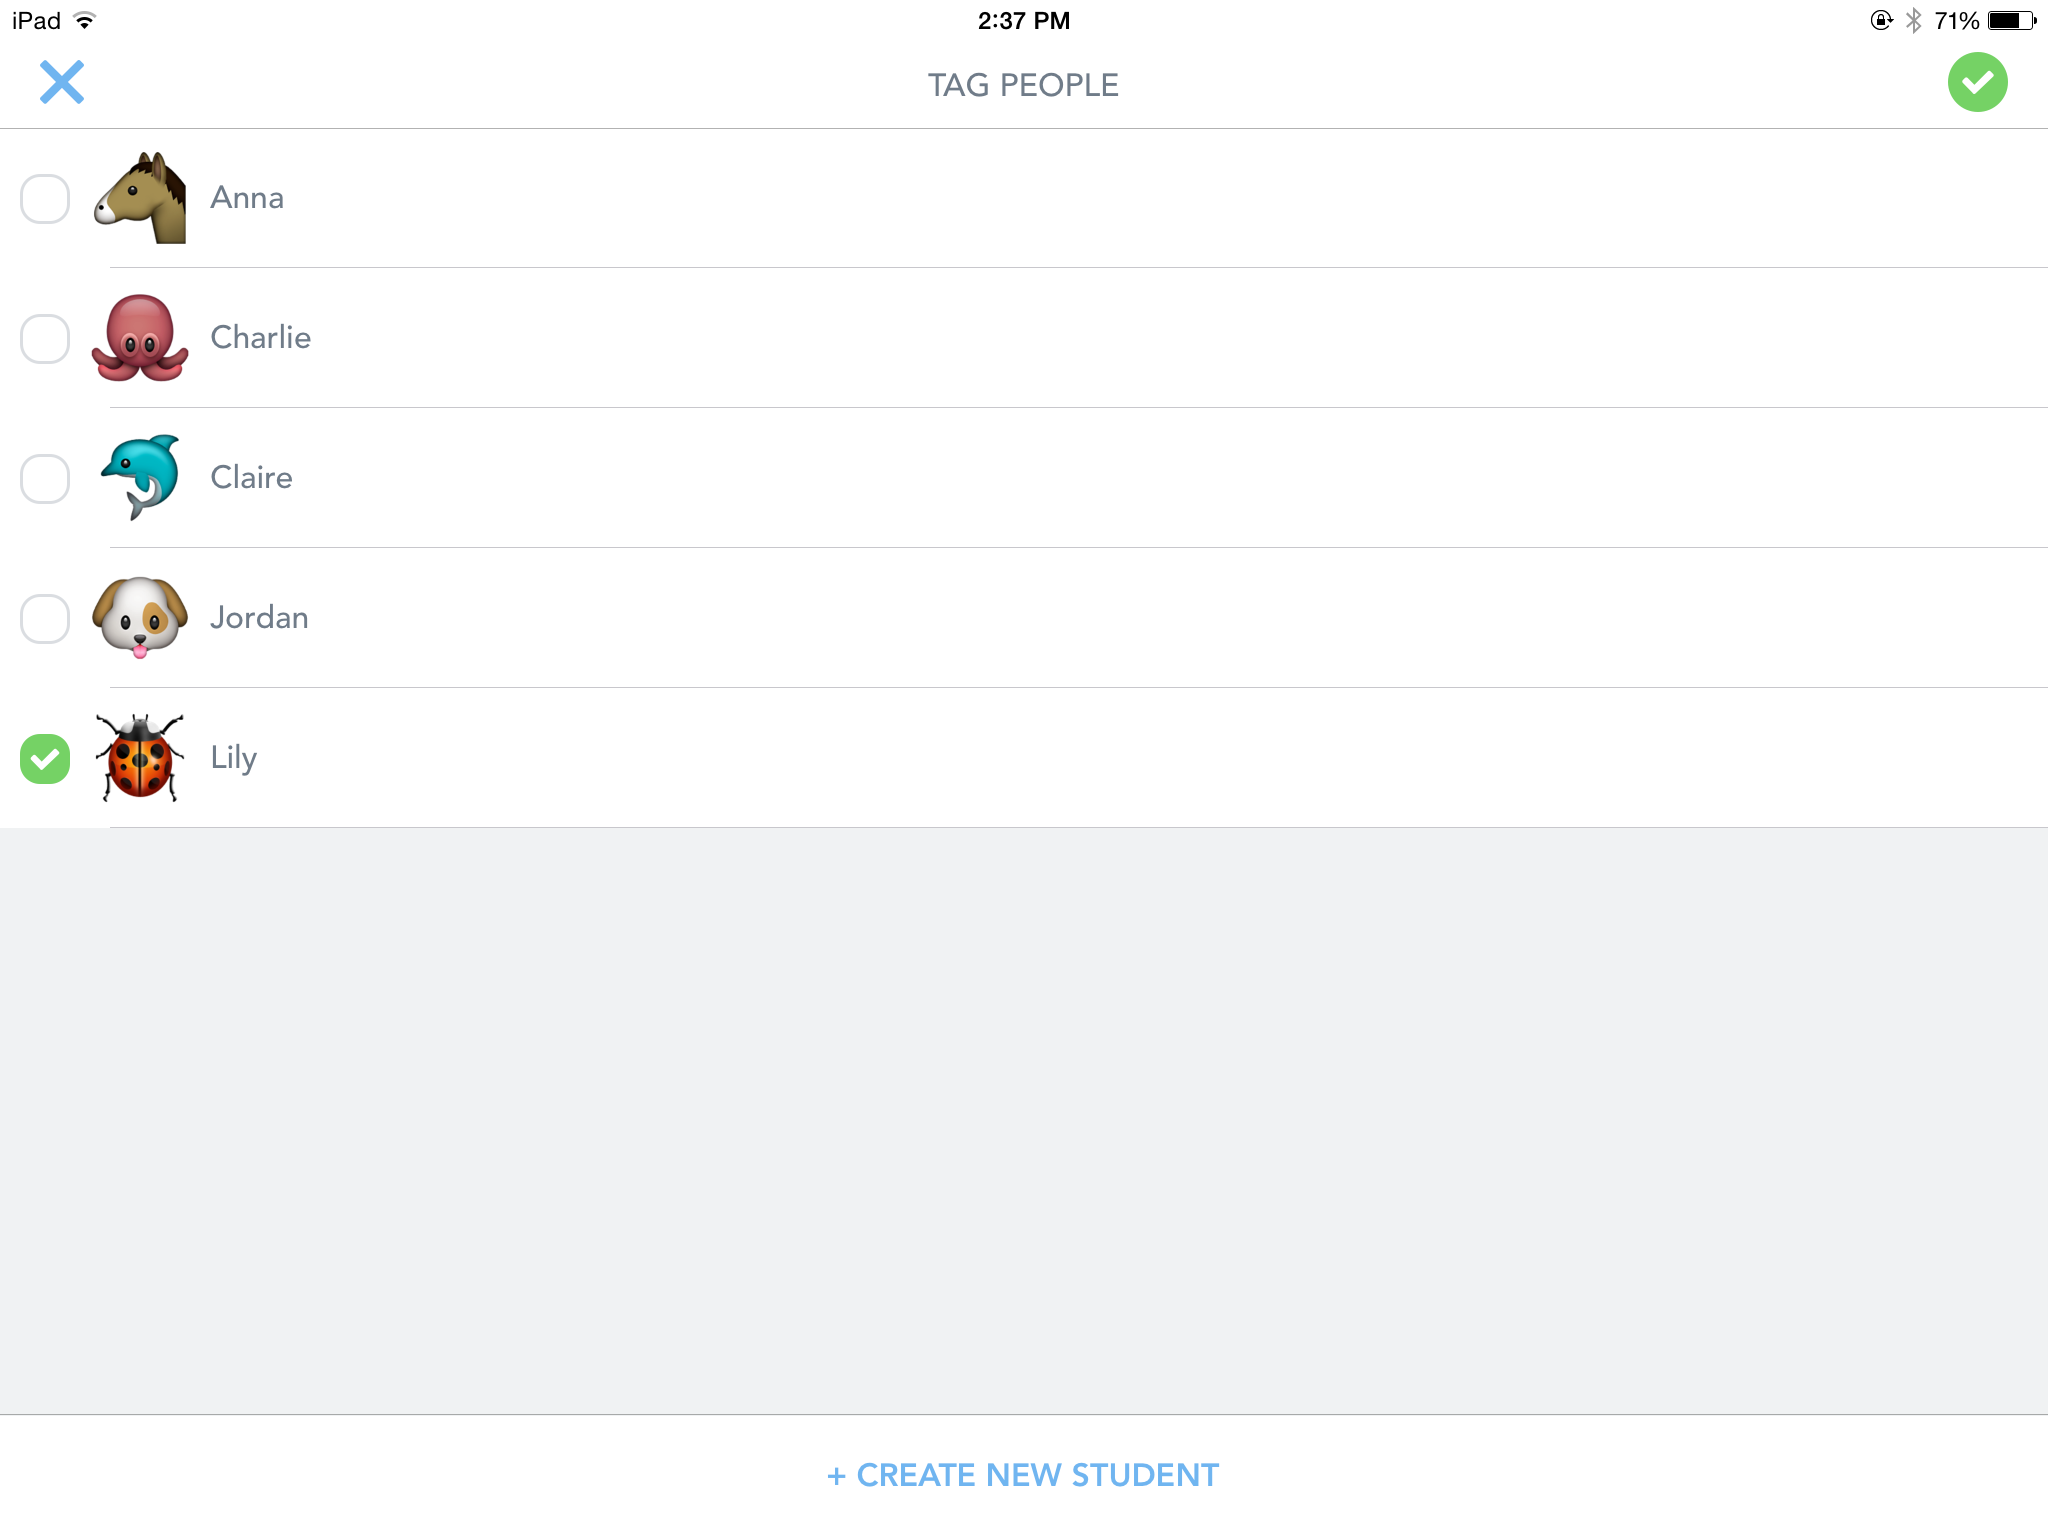 iPad 2:37 PM 71%
TAG PEOPLE
Anna
Charlie
Claire
Jordan
Lily
+ CREATE NEW STUDENT